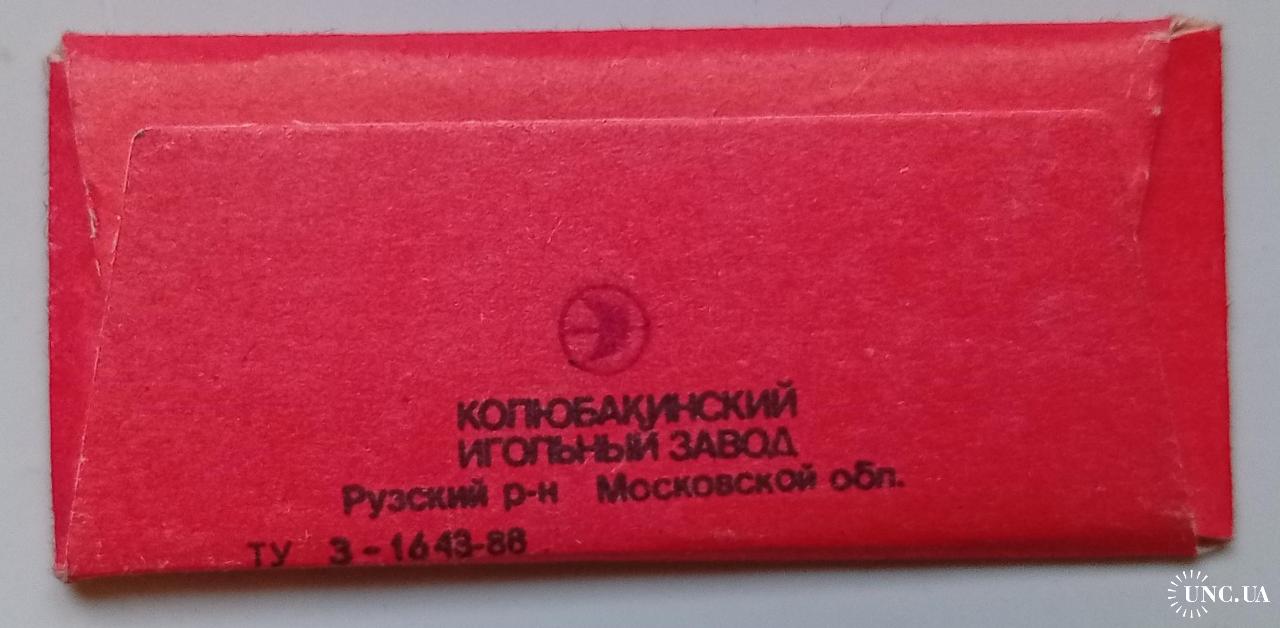 КОЛЮБАКИНСКИЙ
ИГОЛЬНЫЙ ЗАВОД
Рузский р-н Московской обл.
ТУ 3-1643-88
UNC.UA